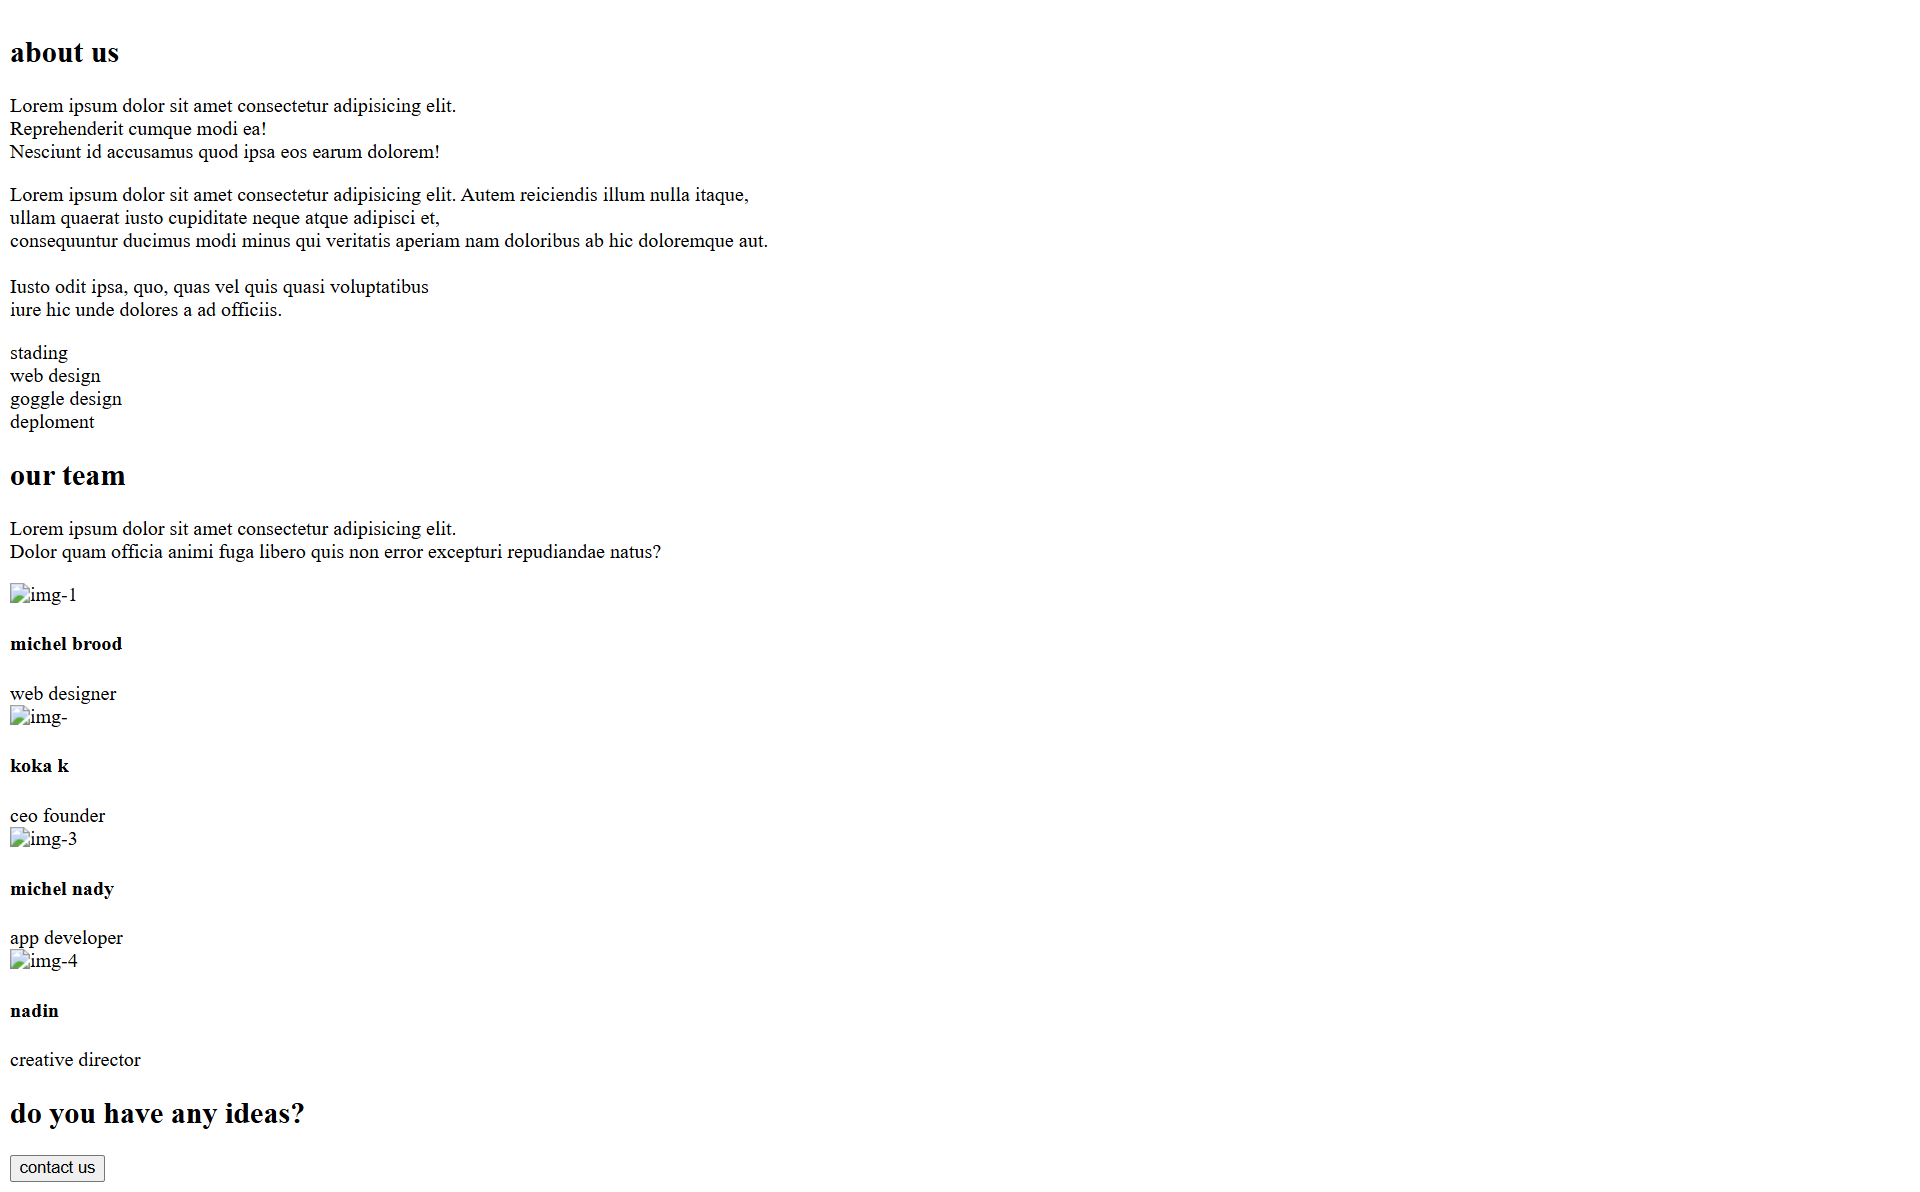 about us
Lorem ipsum dolor sit amet consectetur adipisicing elit.
Reprehenderit cumque modi ea!
Nesciunt id accusamus quod ipsa eos earum dolorem!
Lorem ipsum dolor sit amet consectetur adipisicing elit. Autem reiciendis illum nulla itaque,
ullam quaerat iusto cupiditate neque atque adipisci et,
consequuntur ducimus modi minus qui veritatis aperiam nam doloribus ab hic doloremque aut.
Iusto odit ipsa, quo, quas vel quis quasi voluptatibus
iure hic unde dolores a ad officiis.
stading
web design
goggle design
deploment
our team
Lorem ipsum dolor sit amet consectetur adipisicing elit.
Dolor quam officia animi fuga libero quis non error excepturi repudiandae natus?
img-1
michel brood
web designer
img-
koka k
ceo founder
img-3
michel nady
app developer
img-4
nadin
creative director
do you have any ideas?
contact us